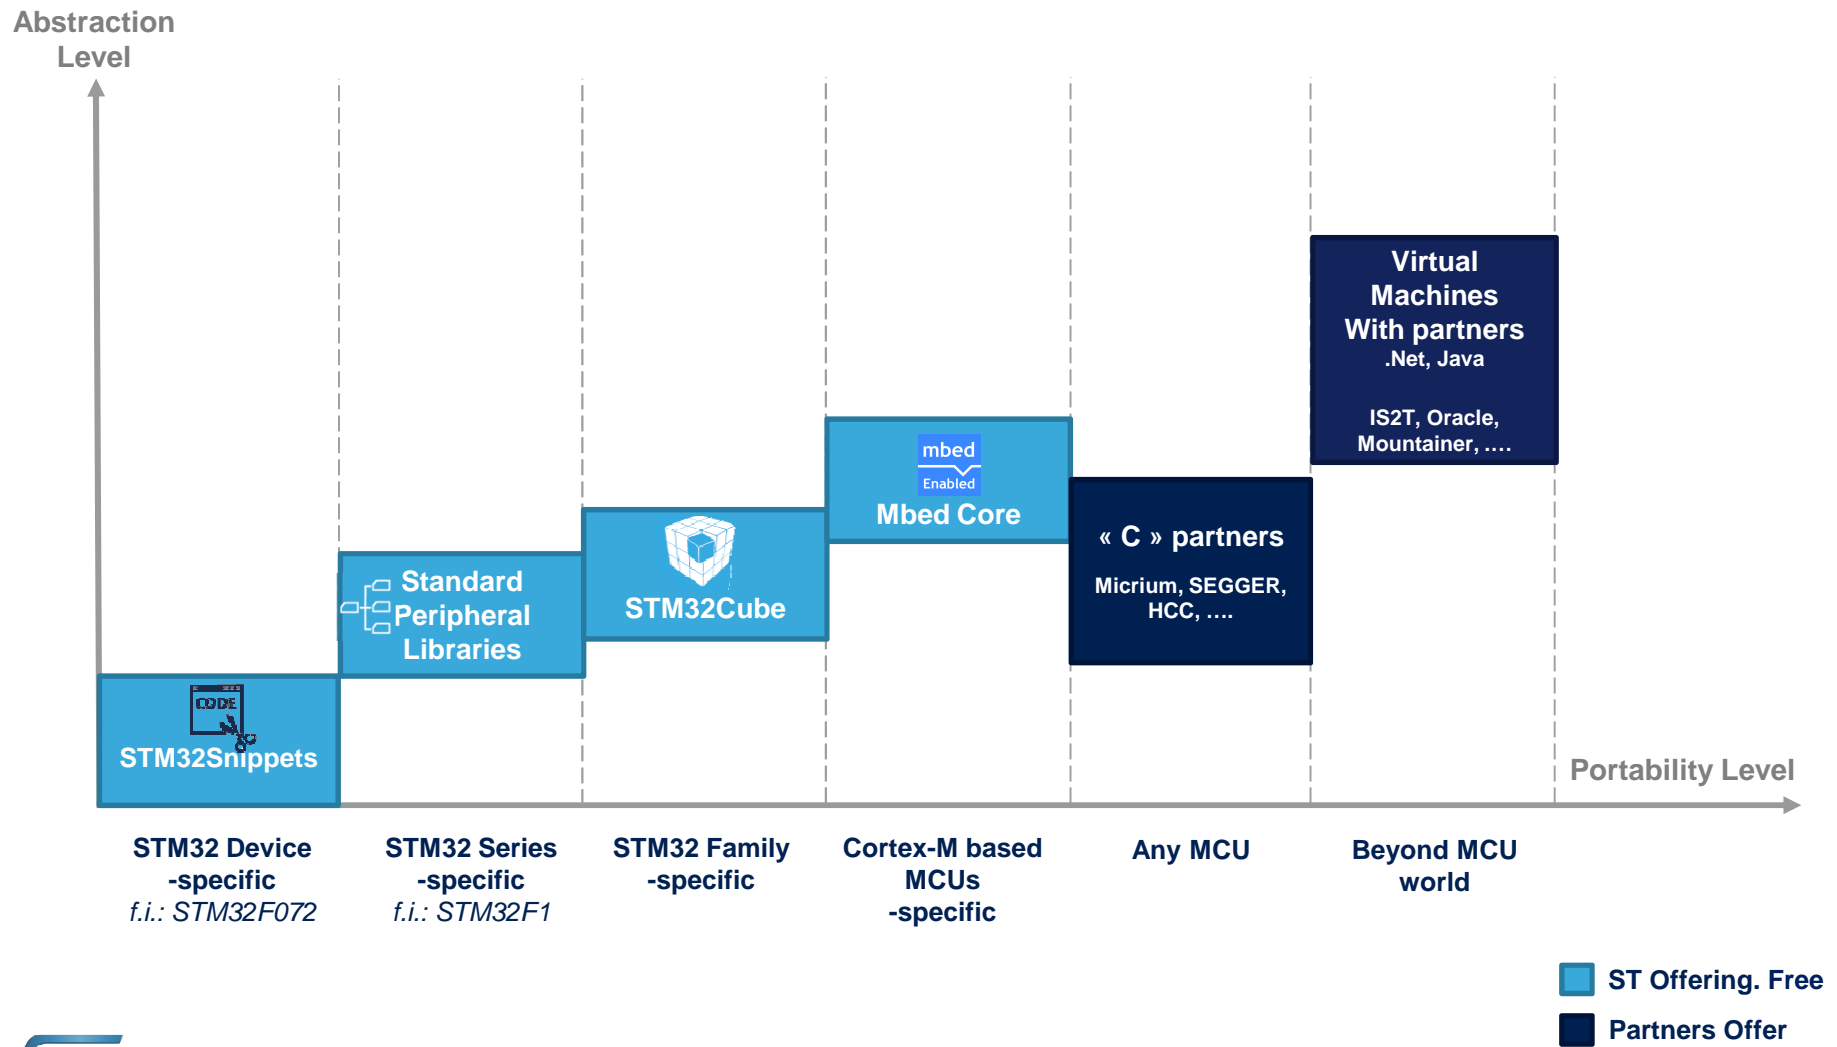 Abstraction
Level
Virtual
Machines
With partners
.Net, Java
IS2T, Oracle,
Mountainer, ....
mbed
Enabled
Mbed Core
« C » partners
Micrium, SEGGER,
HCC, ....
STM32Cube
Standard
Peripheral
Libraries
CODE
STM32Snippets
Portability Level
STM32 Device
-specific
f.i.: STM32F072
STM32 Series
-specific
f.i.: STM32F1
STM32 Family
-specific
Cortex-M based
MCUs
-specific
Any MCU
Beyond MCU
world
ST Offering. Free
Partners Offer